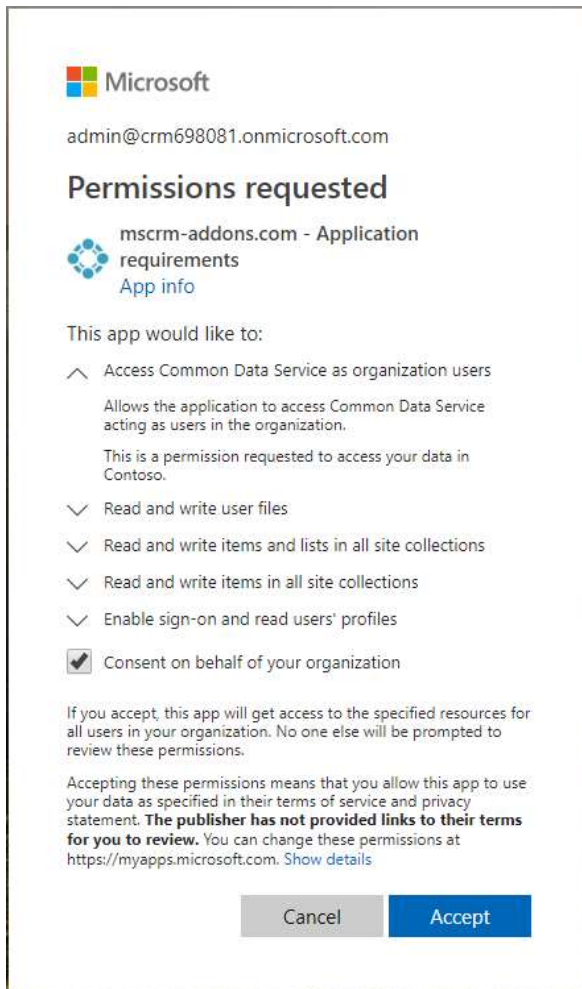 Microsoft
admin@crm698081.onmicrosoft.com
Permissions requested
mscrm-addons.com - Application
requirements
App info
This app would like to:
Access Common Data Service as organization users
Allows the application to access Common Data Service
acting as users in the organization.
This is a permission requested to access your data in
Contoso.
Read and write user files
Read and write items and lists in all site collections
Read and write items in all site collections
Enable sign-on and read users' profiles
Consent on behalf of your organization
If you accept, this app will get access to the specified resources for
all users in your organization. No one else will be prompted to
review these permissions.
Accepting these permissions means that you allow this app to use
your data as specified in their terms of service and privacy
statement. The publisher has not provided links to their terms
for you to review. You can change these permissions at
https://myapps.microsoft.com. Show details
Cancel
Accept